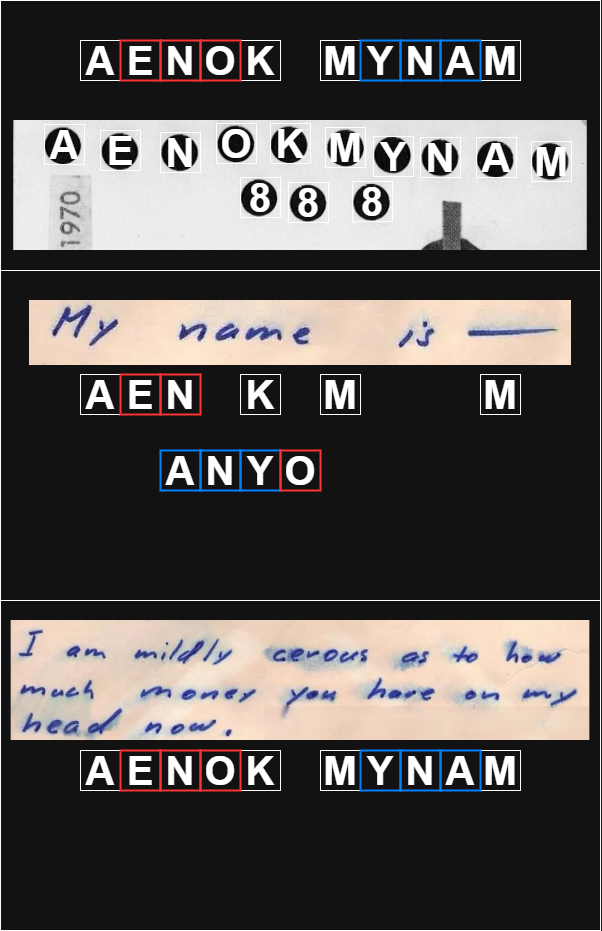 AENOK MYNAM
AENOKMYNAM
888
1970
My name is —
AEN K M M
ANYO
I am mildly cerous as to how
much money you have on my
head now.
AENOK MYNAM